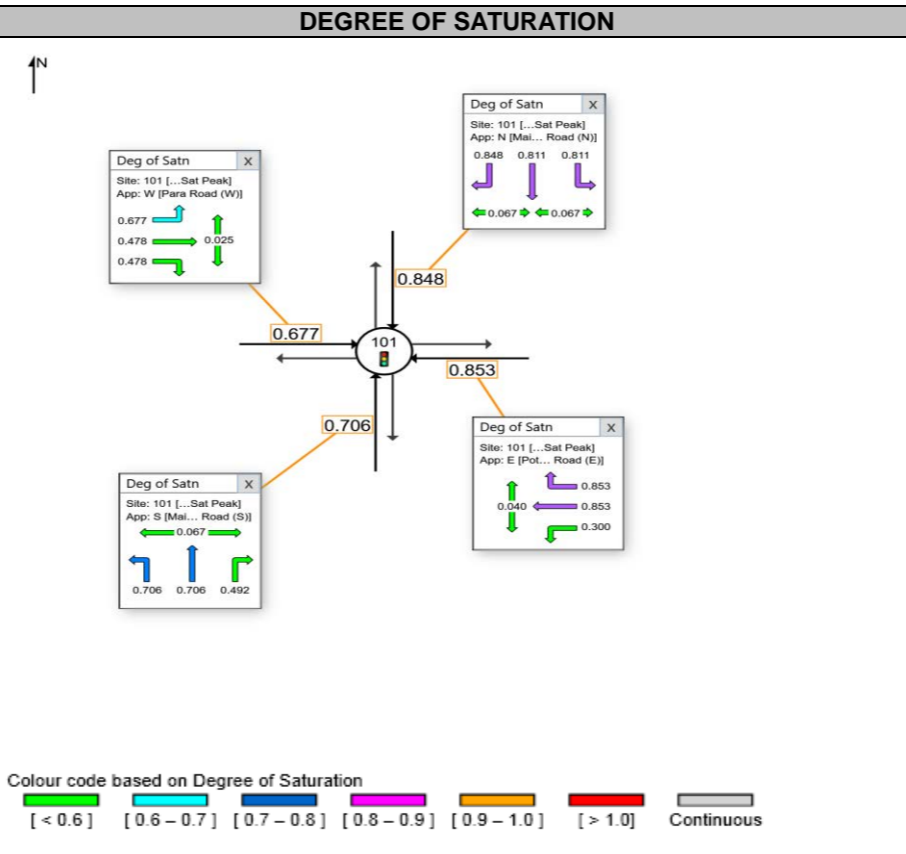 DEGREE OF SATURATION
N
Deg of Satn X
Site: 101 [...Sat Peak]
App: N [Mai... Road (N)]
0.848 0.811 0.811
0.067 0.067
Deg of Satn X
Site: 101 [...Sat Peak]
App: W [Para Road (W)]
0.677
0.478 0.025
0.478
0.848
0.677
101
0.853
0.706
Deg of Satn X
Site: 101 [...Sat Peak]
App: E [Pot... Road (E)]
0.853
0.040 0.853
0.300
Deg of Satn X
Site: 101 [...Sat Peak]
App: S [Mai... Road (S)]
0.067
0.706 0.706 0.492
Colour code based on Degree of Saturation
[ < 0.6 ] [ 0.6 – 0.7 ] [ 0.7 – 0.8 ] [ 0.8 – 0.9 ] [ 0.9 – 1.0 ] [ > 1.0] Continuous